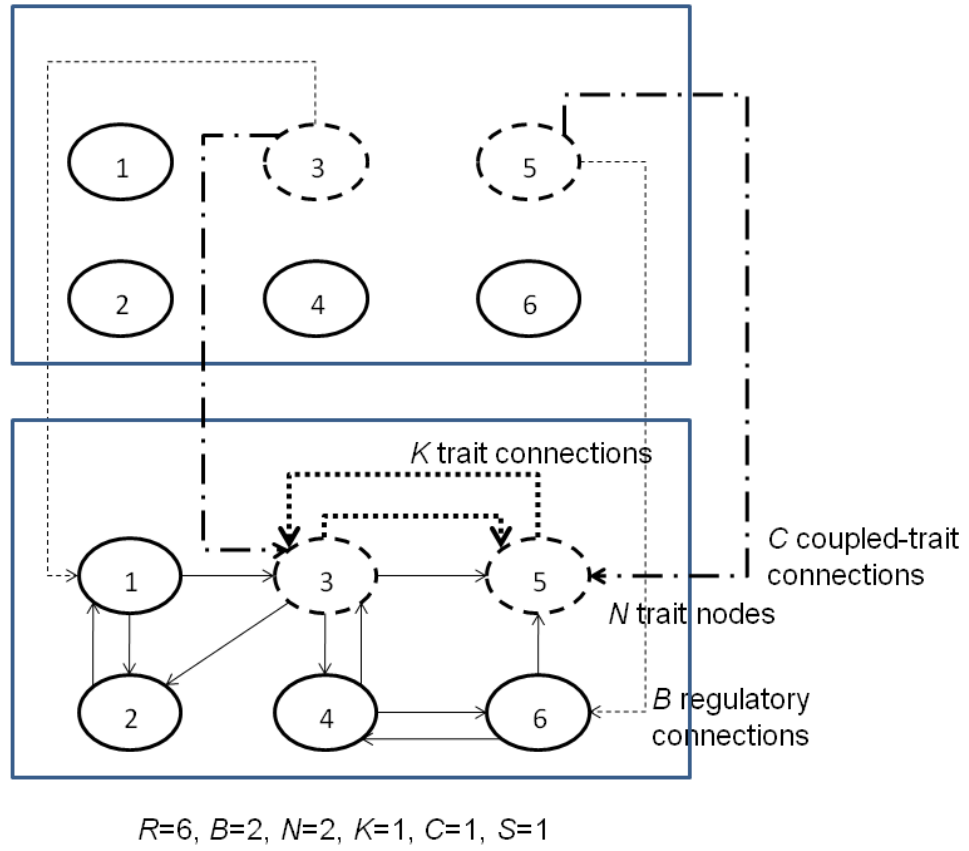 1
3
5
2
4
6
K trait connections
C coupled-trait
connections
1
3
5
N trait nodes
2
4
6
B regulatory
connections
R=6, B=2, N=2, K=1, C=1, S=1